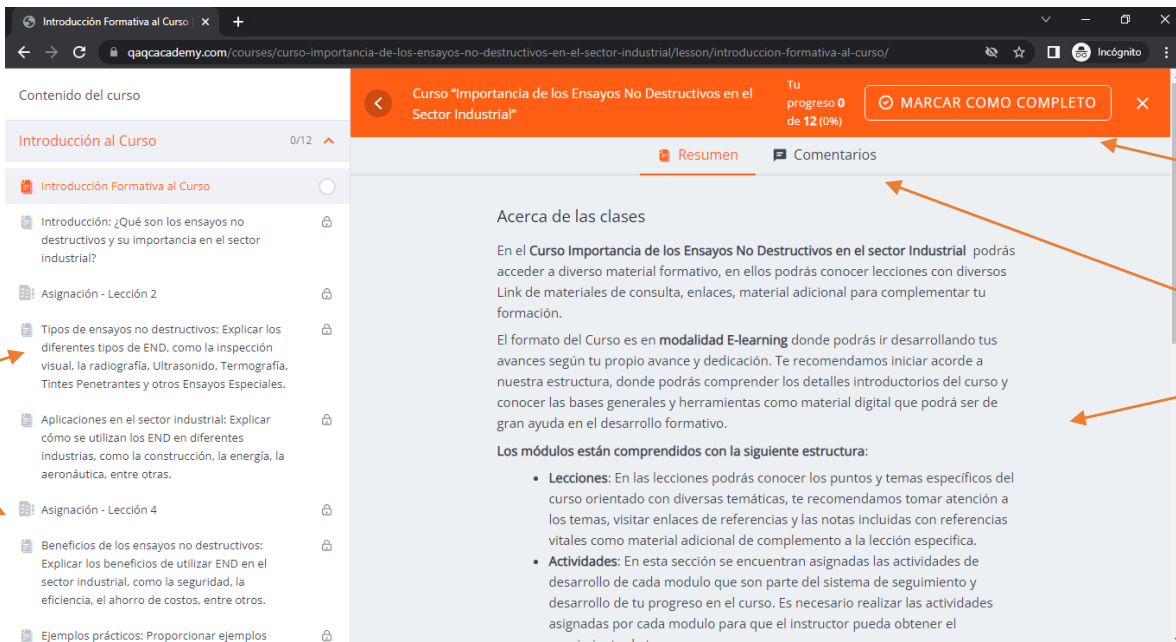 Introducción Formativa al Curso
qaqcacademy.com/courses/curso-importancia-de-los-ensayos-no-destructivos-en-el-sector-industrial/lesson/introduccion-formativa-al-curso/
Incógnito
Contenido del curso
Introducción al Curso 0/12
Introducción Formativa al Curso
Introducción: ¿Qué son los ensayos no
destructivos y su importancia en el sector
industrial?
Asignación - Lección 2
Tipos de ensayos no destructivos: Explicar los
diferentes tipos de END, como la inspección
visual, la radiografía, Ultrasonido, Termografía,
Tintes Penetrantes y otros Ensayos Especiales.
Aplicaciones en el sector industrial: Explicar
cómo se utilizan los END en diferentes
industrias, como la construcción, la energía, la
aeronáutica, entre otras.
Asignación - Lección 4
Beneficios de los ensayos no destructivos:
Explicar los beneficios de utilizar END en el
sector industrial, como la seguridad, la
eficiencia, el ahorro de costos, entre otros.
Ejemplos prácticos: Proporcionar ejemplos
Curso “Importancia de los Ensayos No Destructivos en el
Sector Industrial”
Tu
progreso 0
de 12 (0%)
MARCAR COMO COMPLETO
Resumen
Comentarios
Acerca de las clases
En el Curso Importancia de los Ensayos No Destructivos en el sector Industrial podrás
acceder a diverso material formativo, en ellos podrás conocer lecciones con diversos
Link de materiales de consulta, enlaces, material adicional para complementar tu
formación.
El formato del Curso es en modalidad E-learning donde podrás ir desarrollando tus
avances según tu propio avance y dedicación. Te recomendamos iniciar acorde a
nuestra estructura, donde podrás comprender los detalles introductorios del curso y
conocer las bases generales y herramientas como material digital que podrá ser de
gran ayuda en el desarrollo formativo.
Los módulos están comprendidos con la siguiente estructura:
• Lecciones: En las lecciones podrás conocer los puntos y temas específicos del
curso orientado con diversas temáticas, te recomendamos tomar atención a
los temas, visitar enlaces de referencias y las notas incluidas con referencias
vitales como material adicional de complemento a la lección especifica.
• Actividades: En esta sección se encuentran asignadas las actividades de
desarrollo de cada modulo que son parte del sistema de seguimiento y
desarrollo de tu progreso en el curso. Es necesario realizar las actividades
asignadas por cada modulo para que el instructor pueda obtener el